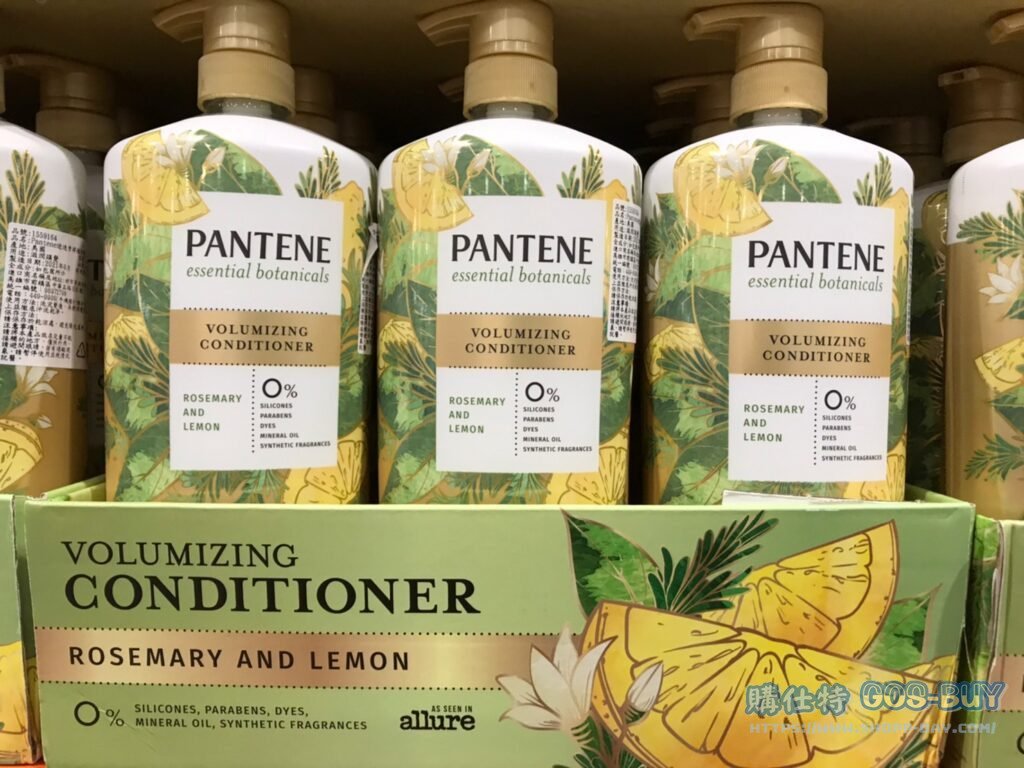 PANTENE
essential botanicals
VOLUMIZING
CONDITIONER
ROSEMARY
AND
LEMON
0%
SILICONES
PARABENS
DYES
MINERAL OIL
SYNTHETIC FRAGRANCES
PANTENE
essential botanicals
VOLUMIZING
CONDITIONER
ROSEMARY
AND
LEMON
0%
SILICONES
PARABENS
DYES
MINERAL OIL
SYNTHETIC FRAGRANCES
PANTENE
essential botanicals
VOLUMIZING
CONDITIONER
ROSEMARY
AND
LEMON
0%
SILICONES
PARABENS
DYES
MINERAL OIL
SYNTHETIC FRAGRANCES
VOLUMIZING
CONDITIONER
ROSEMARY AND LEMON
0% SILICONES, PARABENS, DYES,
MINERAL OIL, SYNTHETIC FRAGRANCES
AS SEEN IN
allure
購仕特 COS-BUY